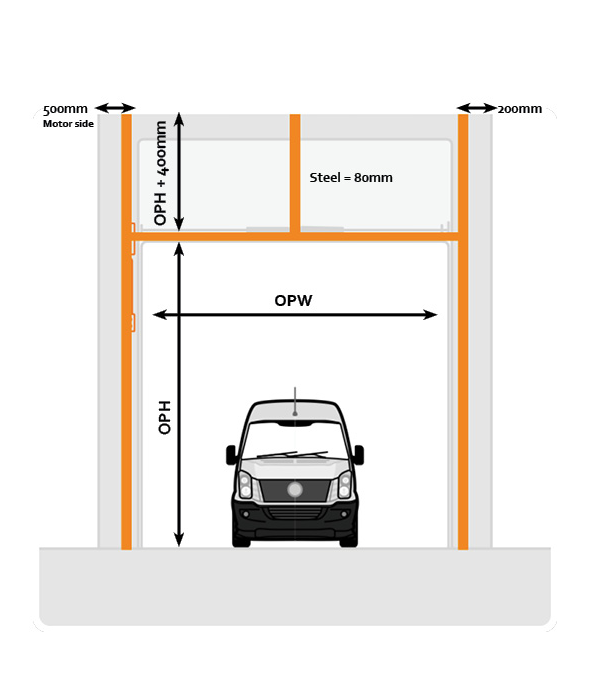 500mm
Motor side
200mm
OPH + 400mm
Steel = 80mm
OPW
OPH